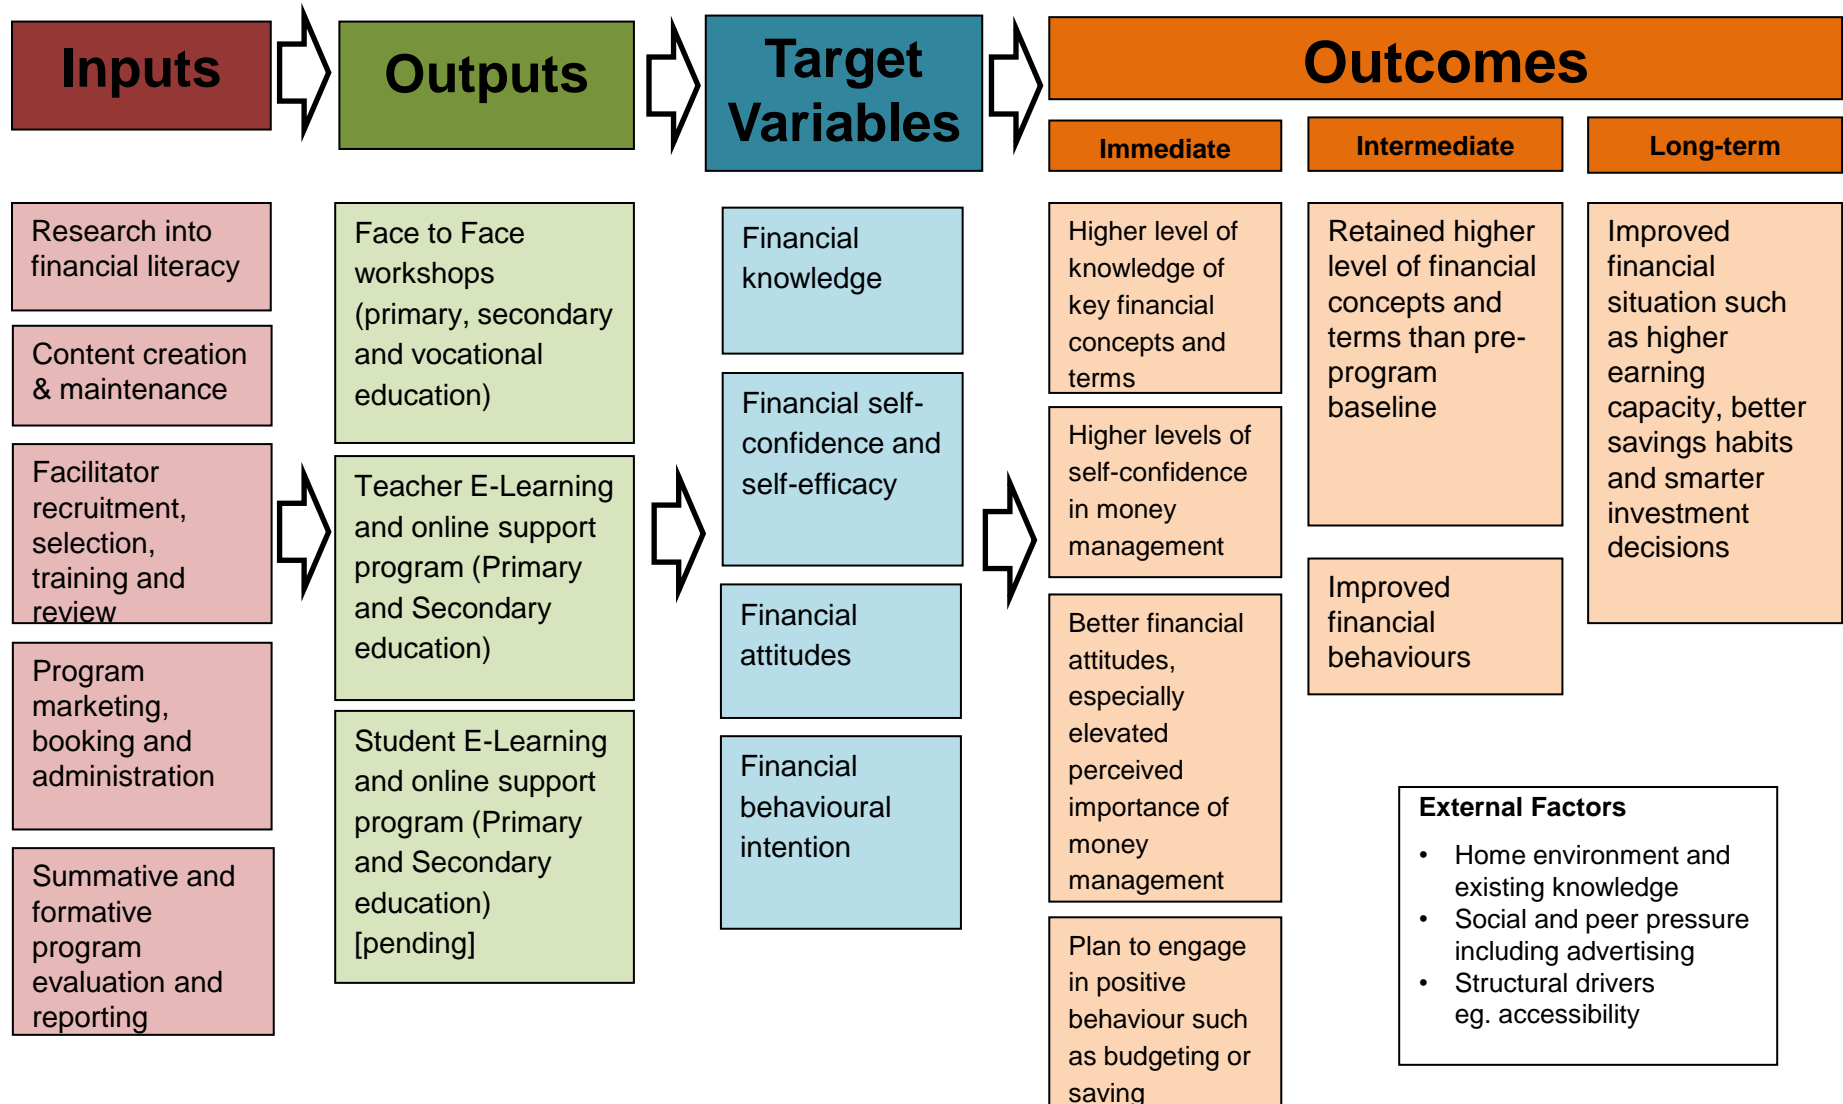 Inputs
Outputs
Target
Variables
Outcomes
Immediate
Intermediate
Long-term
Research into
financial literacy
Content creation
& maintenance
Facilitator
recruitment,
selection,
training and
review
Program
marketing,
booking and
administration
Summative and
formative
program
evaluation and
reporting
Face to Face
workshops
(primary, secondary
and vocational
education)
Teacher E-Learning
and online support
program (Primary
and Secondary
education)
Student E-Learning
and online support
program (Primary
and Secondary
education)
[pending]
Financial
knowledge
Financial self-
confidence and
self-efficacy
Financial
attitudes
Financial
behavioural
intention
Higher level of
knowledge of
key financial
concepts and
terms
Higher levels of
self-confidence
in money
management
Better financial
attitudes,
especially
elevated
perceived
importance of
money
management
Plan to engage
in positive
behaviour such
as budgeting or
saving
Retained higher
level of financial
concepts and
terms than pre-
program
baseline
Improved
financial
behaviours
Improved
financial
situation such
as higher
earning
capacity, better
savings habits
and smarter
investment
decisions
External Factors
• Home environment and
existing knowledge
• Social and peer pressure
including advertising
• Structural drivers
eg. accessibility